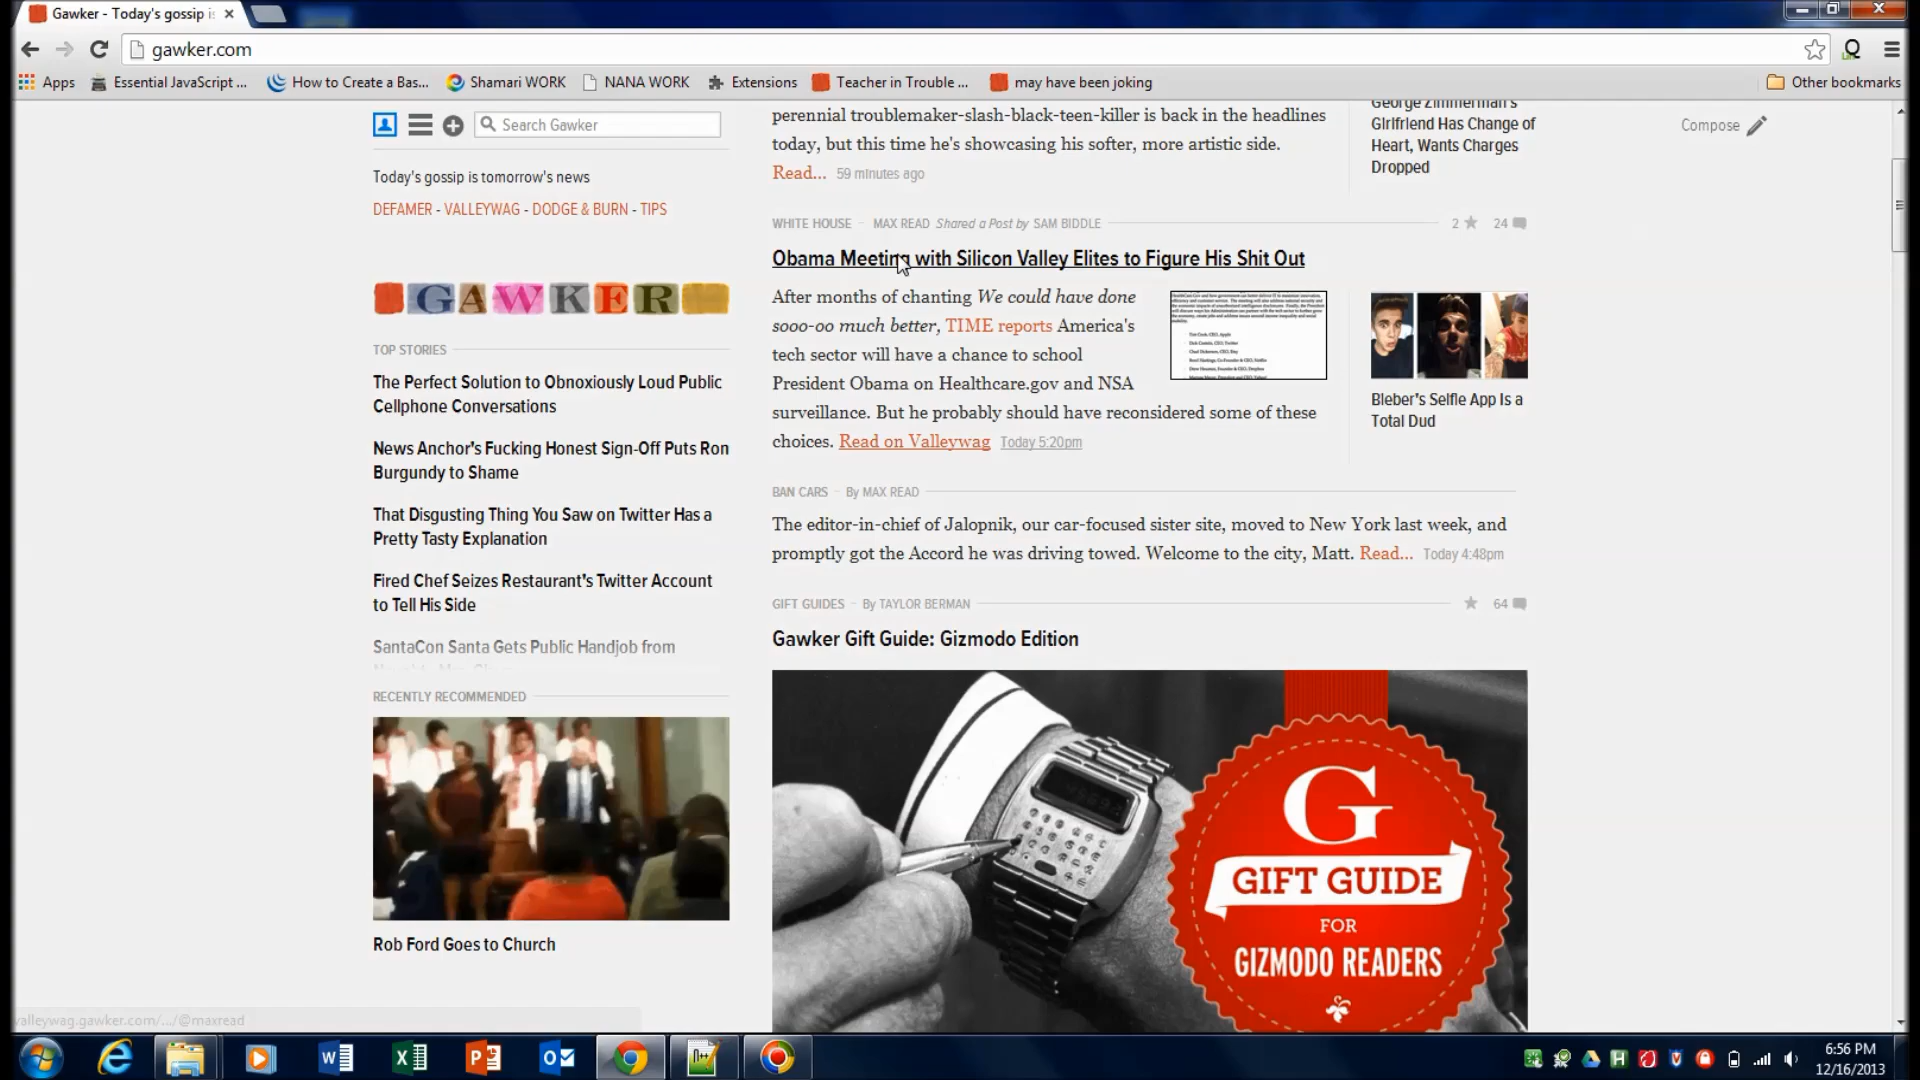 Gawker - Today's gossip i
gawker.com
Apps
Essential JavaScript ...
How to Create a Bas...
Shamari WORK
NANA WORK
Extensions
Teacher in Trouble ...
may have been joking
Other bookmarks
Search Gawker
Today's gossip is tomorrow's news
DEFAMER - VALLEYWAG - DODGE & BURN - TIPS
GAWKER
TOP STORIES
The Perfect Solution to Obnoxiously Loud Public
Cellphone Conversations
News Anchor's Fucking Honest Sign-Off Puts Ron
Burgundy to Shame
That Disgusting Thing You Saw on Twitter Has a
Pretty Tasty Explanation
Fired Chef Seizes Restaurant's Twitter Account
to Tell His Side
SantaCon Santa Gets Public Handjob from
RECENTLY RECOMMENDED
Rob Ford Goes to Church
perennial troublemaker-slash-black-teen-killer is back in the headlines
today, but this time he's showcasing his softer, more artistic side.
Read... 59 minutes ago
George Zimmerman's
Girlfriend Has Change of
Heart, Wants Charges
Dropped
Compose
WHITE HOUSE - MAX READ Shared a Post by SAM BIDDLE 2 24
Obama Meeting with Silicon Valley Elites to Figure His Shit Out
After months of chanting We could have done
sooo-oo much better, TIME reports America's
tech sector will have a chance to school
President Obama on Healthcare.gov and NSA
surveillance. But he probably should have reconsidered some of these
choices. Read on Valleywag Today 5:20pm
Bieber's Selfie App Is a
Total Dud
BAN CARS - By MAX READ
The editor-in-chief of Jalopnik, our car-focused sister site, moved to New York last week, and
promptly got the Accord he was driving towed. Welcome to the city, Matt. Read... Today 4:48pm
GIFT GUIDES - By TAYLOR BERMAN 64
Gawker Gift Guide: Gizmodo Edition
G
GIFT GUIDE
FOR
GIZMODO READERS
valleywag.gawker.com/.../@maxread
6:56 PM
12/16/2013